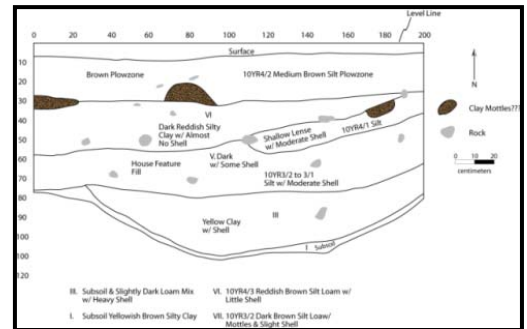 Level Line
0 20 40 60 80 100 120 140 160 180 200
Surface
10
20
30
40
50
60
70
80
90
100
110
120
Brown Plowzone
10YR4/2 Medium Brown Silt Plowzone
N
VI
Clay Mottles???
Rock
Dark Reddish Silty
Clay w/ Almost
No Shell
Shallow Lense
w/ Moderate Shell
10YR4/1 Silt
V.Dark
w/ Some Shell
House Feature
Fill
10YR3/2 to 3/1
Silt w/ Moderate Shell
0 10 20
centimeters
Yellow Clay
w/ Shell
III
I Subsoil
III. Subsoil & Slightly Dark Loam Mix
w/ Heavy Shell
I. Subsoil Yellowish Brown Silty Clay
VI. 10YR4/3 Reddish Brown Silt Loam w/
Little Shell
VII. 10YR3/2 Dark Brown Silt Loaw/
Mottles & Slight Shell